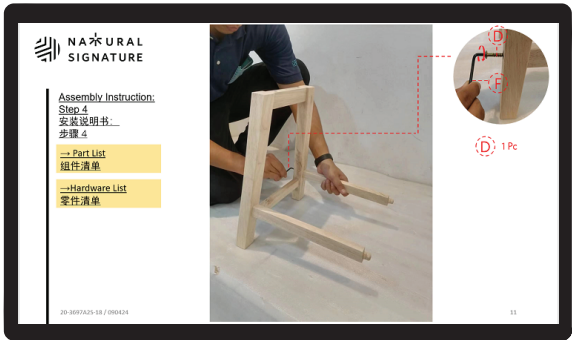 NATURAL
SIGNATURE
Assembly Instruction:
Step 4
安装说明书:
步骤 4
→ Part List
组件清单
→Hardware List
零件清单
D
F
D 1 Pc
20-3697A25-18 / 090424
11